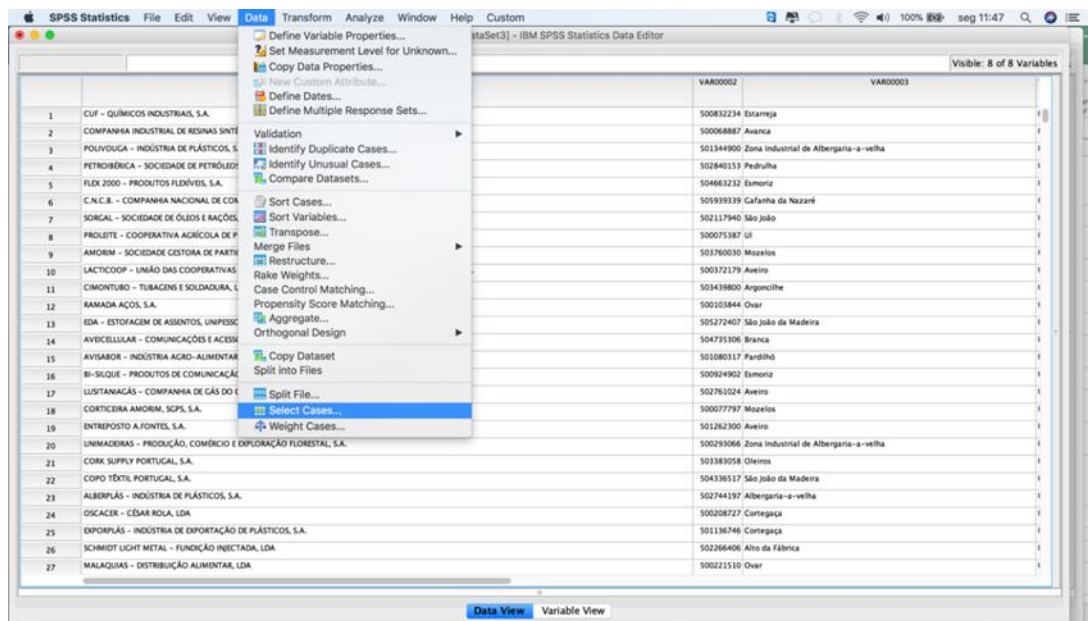 SPSS Statistics File Edit View Data Transform Analyze Window Help Custom 100% seg 11:47
ataSet3] - IBM SPSS Statistics Data Editor
Visible: 8 of 8 Variables
Define Variable Properties...
Set Measurement Level for Unknown...
Copy Data Properties...
New Custom Attribute...
Define Dates...
Define Multiple Response Sets...
Validation
Identify Duplicate Cases...
Identify Unusual Cases...
Compare Datasets...
Sort Cases...
Sort Variables...
Transpose...
Merge Files
Restructure...
Rake Weights...
Case Control Matching...
Propensity Score Matching...
Aggregate...
Orthogonal Design
Copy Dataset
Split into Files
Split File...
Select Cases...
Weight Cases...
VAR00002 VAR00003
1 CUF - QUÍMICOS INDUSTRIAIS, S.A. 500832234 Estarreja
2 COMPANHIA INDUSTRIAL DE RESINAS SINTÉ 500068887 Avanca
3 POLIVOUGA - INDÚSTRIA DE PLÁSTICOS, S. 501344900 Zona Industrial de Albergaria-a-velha
4 PETROIBÉRICA - SOCIEDADE DE PETRÓLEOS 502840153 Pedrulha
5 FLEX 2000 - PRODUTOS FLEXÍVEIS, S.A. 504663232 Esmoriz
6 C.N.C.B. - COMPANHIA NACIONAL DE COM 505939339 Gafanha da Nazaré
7 SORGAL - SOCIEDADE DE ÓLEOS E RAÇÕES, 502117940 São João
8 PROLEITE - COOPERATIVA AGRÍCOLA DE P 500075387 Ul
9 AMORIM - SOCIEDADE GESTORA DE PARTI 503760030 Mozelos
10 LACTICOOP - UNIÃO DAS COOPERATIVAS 500372179 Aveiro
11 CIMONTUBO - TUBAGENS E SOLDADURA, L 503439800 Argoncilhe
12 RAMADA AÇOS, S.A. 500103844 Ovar
13 EDA - ESTOFAGEM DE ASSENTOS, UNIPESSO 505272407 São João da Madeira
14 AVEICELLULAR - COMUNICAÇÕES E ACESS 504735306 Branca
15 AVISABOR - INDÚSTRIA AGRO-ALIMENTAR 501080317 Pardilhó
16 BI-SILQUE - PRODUTOS DE COMUNICAÇÃO 500924902 Esmoriz
17 LUSITANIAGÁS - COMPANHIA DE GÁS DO C 502761024 Aveiro
18 CORTICEIRA AMORIM, SGPS, S.A. 500077797 Mozelos
19 ENTREPOSTO A.FONTES, S.A. 501262300 Aveiro
20 UNIMADEIRAS - PRODUÇÃO, COMÉRCIO E EXPLORAÇÃO FLORESTAL, S.A. 500293066 Zona Industrial de Albergaria-a-velha
21 CORK SUPPLY PORTUGAL, S.A. 503383058 Oleiros
22 COPO TÊXTIL PORTUGAL, S.A. 504336517 São João da Madeira
23 ALBERPLÁS - INDÚSTRIA DE PLÁSTICOS, S.A. 502744197 Albergaria-a-velha
24 OSCACER - CÉSAR ROLA, LDA 500208727 Cortegaça
25 EXPORPLÁS - INDÚSTRIA DE EXPORTAÇÃO DE PLÁSTICOS, S.A. 501136746 Cortegaça
26 SCHMIDT LIGHT METAL - FUNDIÇÃO INJECTADA, LDA 502266406 Alto da Fábrica
27 MALAQUIAS - DISTRIBUIÇÃO ALIMENTAR, LDA 500221510 Ovar
Data View Variable View